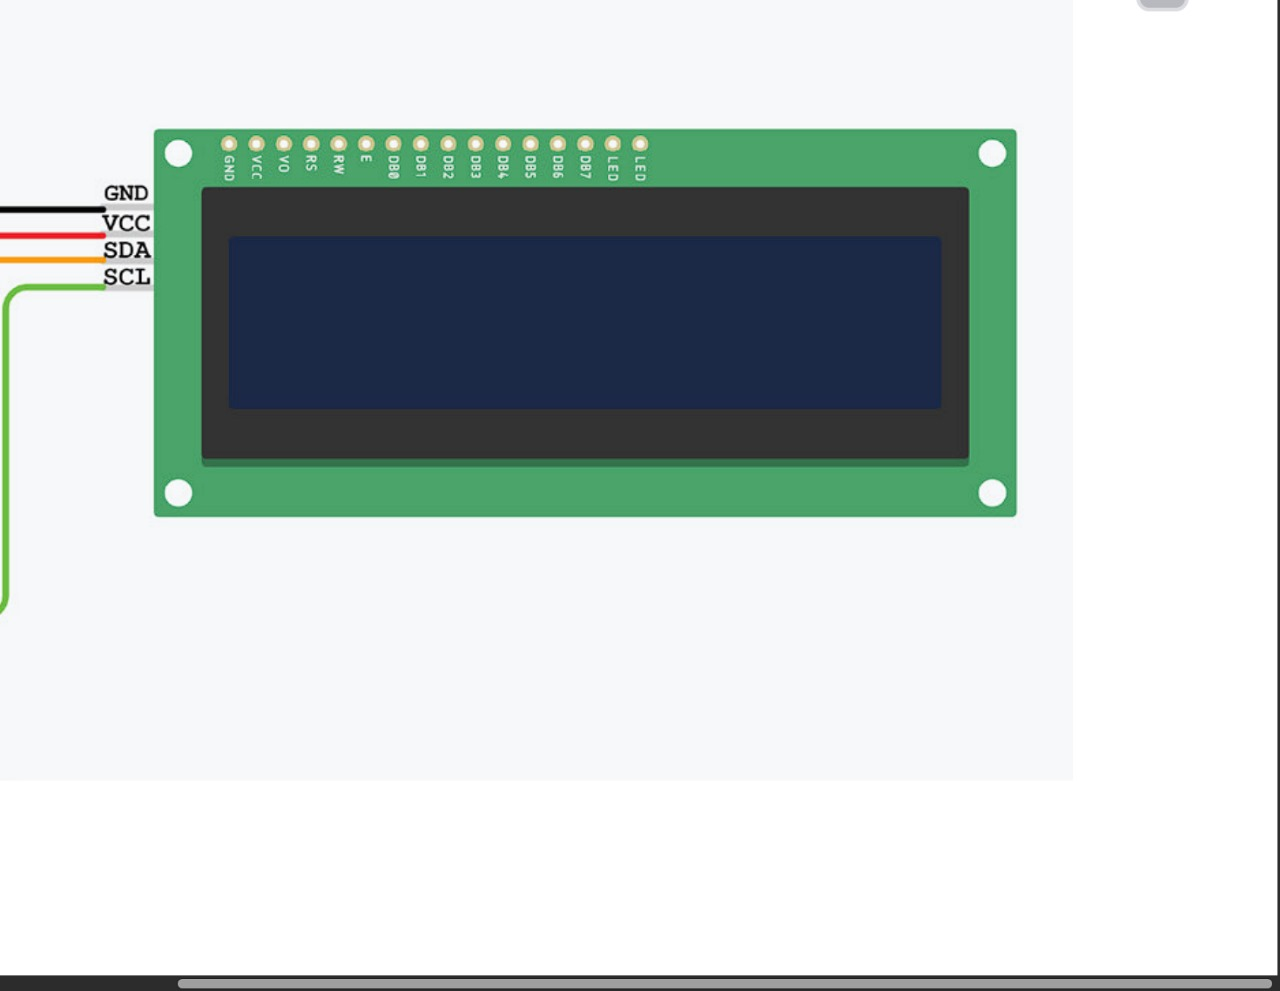 GND VCC VO RS RW E DB0 DB1 DB2 DB3 DB4 DB5 DB6 DB7 LED LED
GND
VCC
SDA
SCL